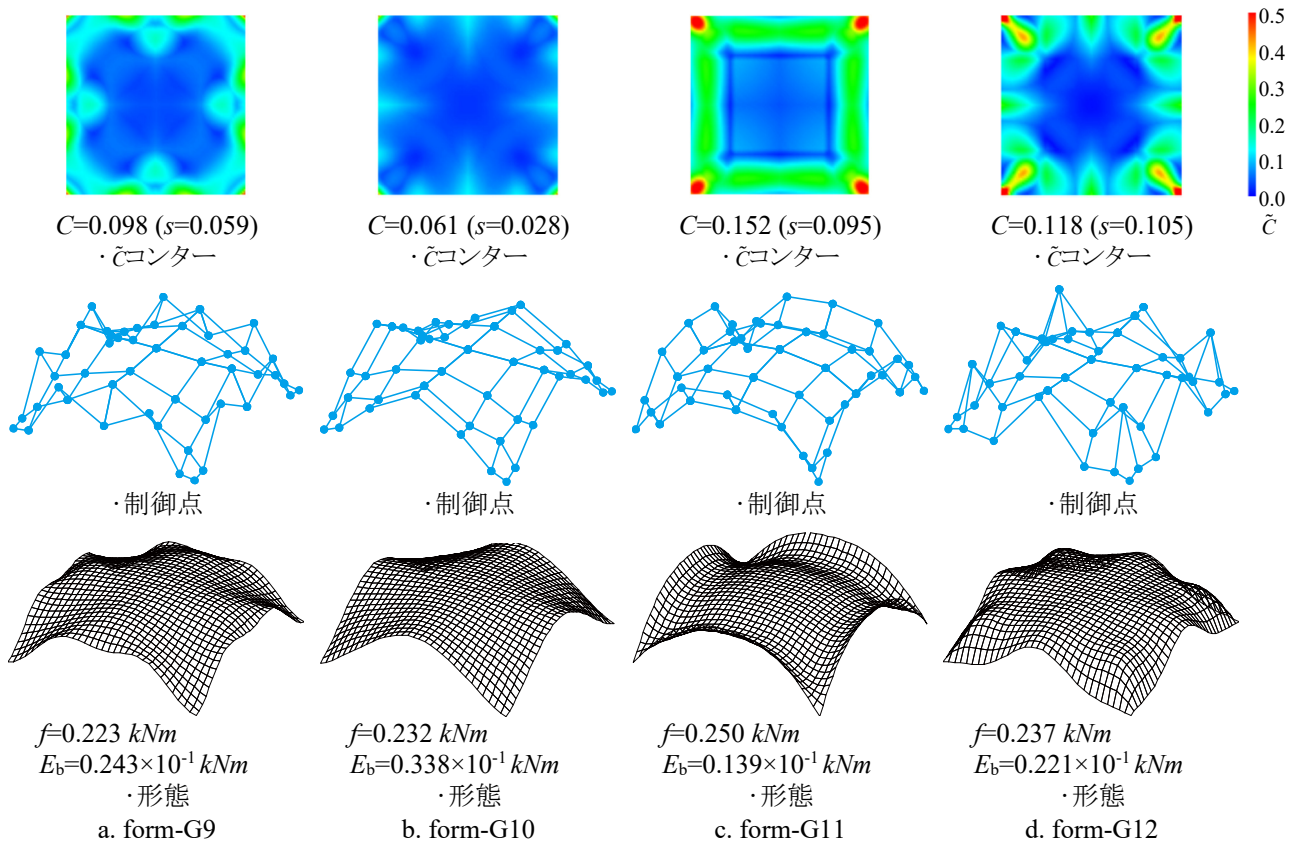 0.5
0.4
0.3
0.2
0.1
0.0
C̃
C=0.098 (s=0.059)
C=0.061 (s=0.028)
C=0.152 (s=0.095)
C=0.118 (s=0.105)
· C̃コンター
· C̃コンター
· C̃コンター
· C̃コンター
·制御点
·制御点
·制御点
·制御点
f=0.223 kNm
f=0.232 kNm
f=0.250 kNm
f=0.237 kNm
E_b=0.243×10⁻¹ kNm
E_b=0.338×10⁻¹ kNm
E_b=0.139×10⁻¹ kNm
E_b=0.221×10⁻¹ kNm
·形態
·形態
·形態
·形態
a. form-G9
b. form-G10
c. form-G11
d. form-G12